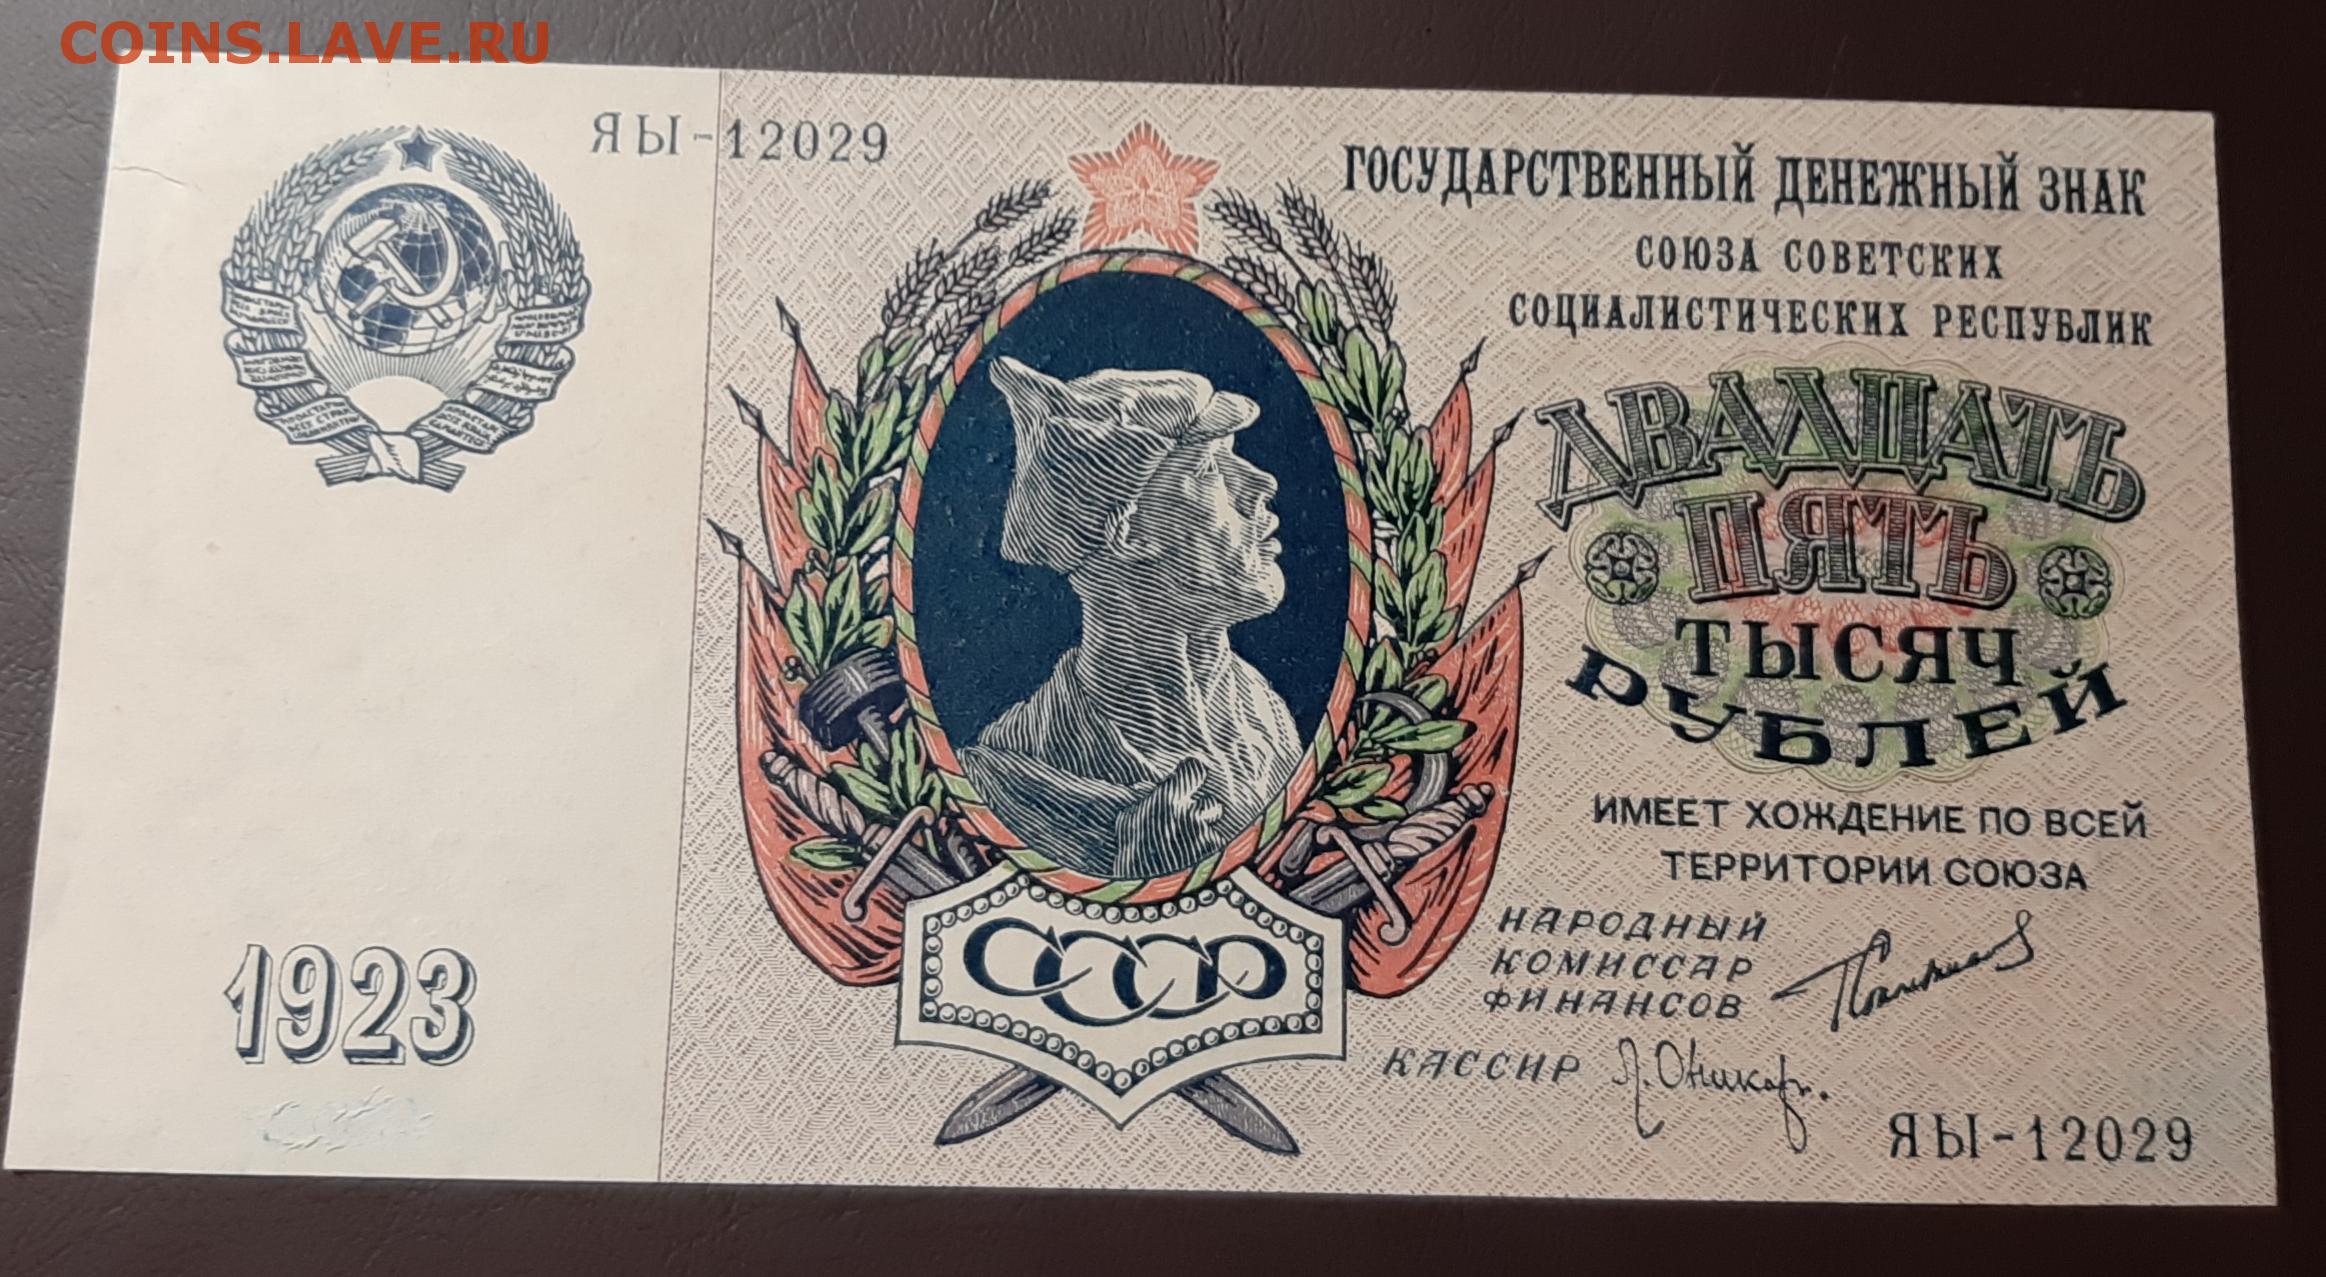 COINS.LAVE.RU
ЯЫ-12029
ГОСУДАРСТВЕННЫЙ ДЕНЕЖНЫЙ ЗНАК
СОЮЗА СОВЕТСКИХ
СОЦИАЛИСТИЧЕСКИХ РЕСПУБЛИК
ДВАДЦАТЬ
ПЯТЬ
ТЫСЯЧ
РУБЛЕЙ
ИМЕЕТ ХОЖДЕНИЕ ПО ВСЕЙ
ТЕРРИТОРИИ СОЮЗА
НАРОДНЫЙ
КОМИССАР
ФИНАНСОВ
КАССИР
СССР
1923
ЯЫ-12029